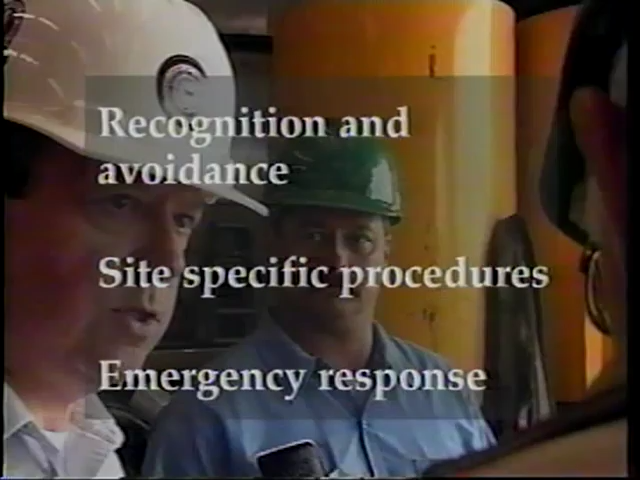 Recognition and
avoidance
Site specific procedures
Emergency response